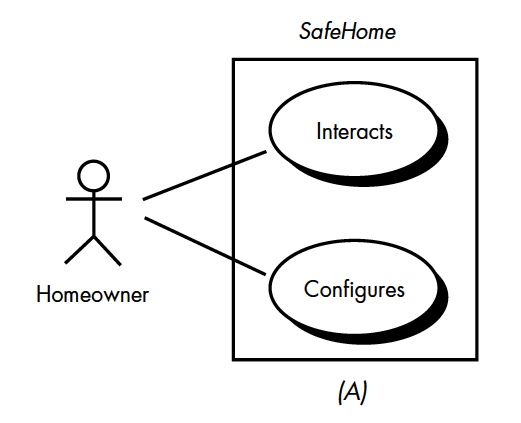 SafeHome
Interacts
Homeowner
Configures
(A)